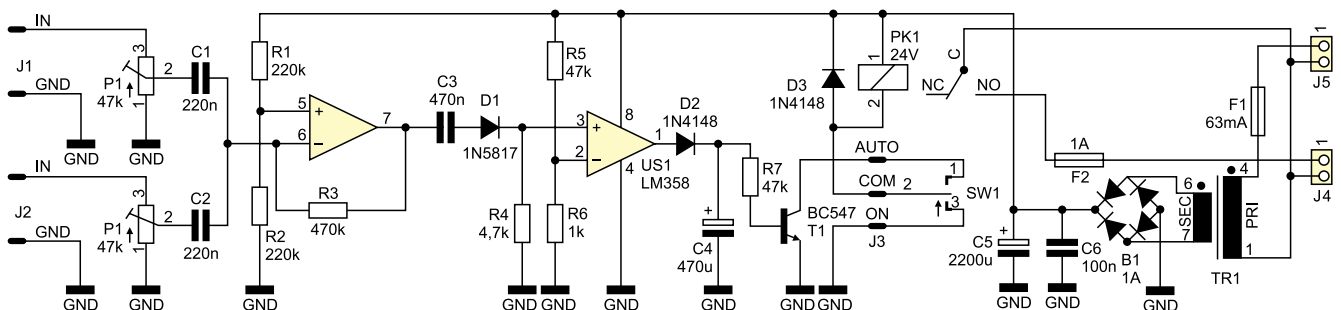 IN
J1
GND
GND
3
P1
47k
1
2
GND
C1
220n
IN
J2
GND
GND
3
P1
47k
1
2
GND
C2
220n
R1
220k
R2
220k
GND
5
+
6
−
7
R3
470k
C3
470n
D1
1N5817
R4
4,7k
GND
R5
47k
R6
1k
GND
3
+
2
−
8
1
4
US1
LM358
GND
D2
1N4148
C4
470u
+
GND
R7
47k
BC547
T1
GND
D3
1N4148
PK1
24V
1
2
AUTO
COM
2
ON
J3
GND
1
3
SW1
C
NC
NO
C5
2200u
+
GND
C6
100n
GND
B1
1A
GND
1A
F2
F1
63mA
6
SEC
7
4
PRI
1
TR1
1
J5
1
J4